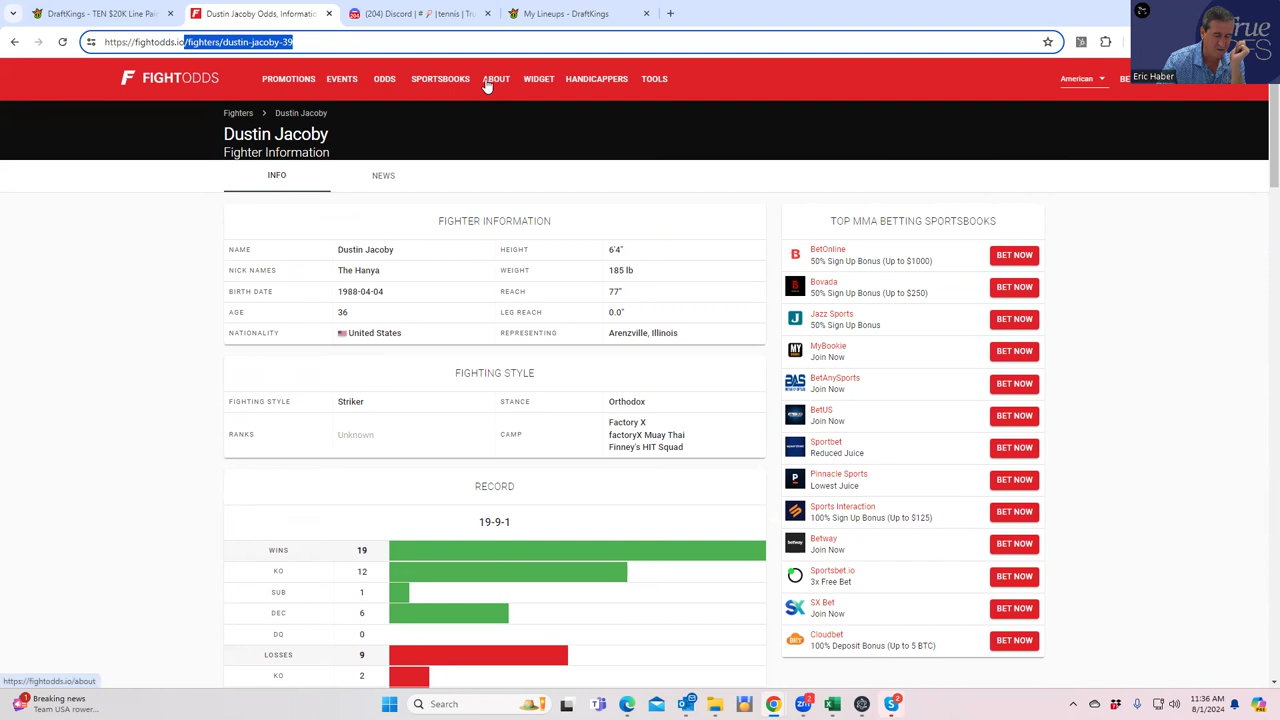 DraftKings - TEN $20K Line Pai
Dustin Jacoby Odds, Informatio
(204) Discord | # 🎾 | tennis | Tru
My Lineups - DraftKings
https://fightodds.io/fighters/dustin-jacoby-39
Eric Haber
FIGHTODDS
PROMOTIONS EVENTS ODDS SPORTSBOOKS ABOUT WIDGET HANDICAPPERS TOOLS
American
BE
Fighters > Dustin Jacoby
Dustin Jacoby
Fighter Information
INFO NEWS
FIGHTER INFORMATION
NAME Dustin Jacoby HEIGHT 6'4"
NICK NAMES The Hanya WEIGHT 185 lb
BIRTH DATE 1988-04-04 REACH 77"
AGE 36 LEG REACH 0.0"
NATIONALITY United States REPRESENTING Arenzville, Illinois
FIGHTING STYLE
FIGHTING STYLE Striker STANCE Orthodox
RANKS Unknown CAMP
Factory X
factoryX Muay Thai
Finney's HIT Squad
RECORD
19-9-1
WINS 19
KO 12
SUB 1
DEC 6
DQ 0
LOSSES 9
KO 2
TOP MMA BETTING SPORTSBOOKS
BetOnline
50% Sign Up Bonus (Up to $1000)
BET NOW
Bovada
50% Sign Up Bonus (Up to $250)
BET NOW
Jazz Sports
50% Sign Up Bonus
BET NOW
MyBookie
Join Now
BET NOW
BetAnySports
Join Now
BET NOW
BetUS
Join Now
BET NOW
Sportbet
Reduced Juice
BET NOW
Pinnacle Sports
Lowest Juice
BET NOW
Sports Interaction
100% Sign Up Bonus (Up to $125)
BET NOW
Betway
Join Now
BET NOW
Sportsbet.io
3x Free Bet
BET NOW
SX Bet
Join Now
BET NOW
Cloudbet
100% Deposit Bonus (Up to 5 BTC)
BET NOW
https://fightodds.io/about
Breaking news
Team USA rower...
Search
11:36 AM
8/1/2024